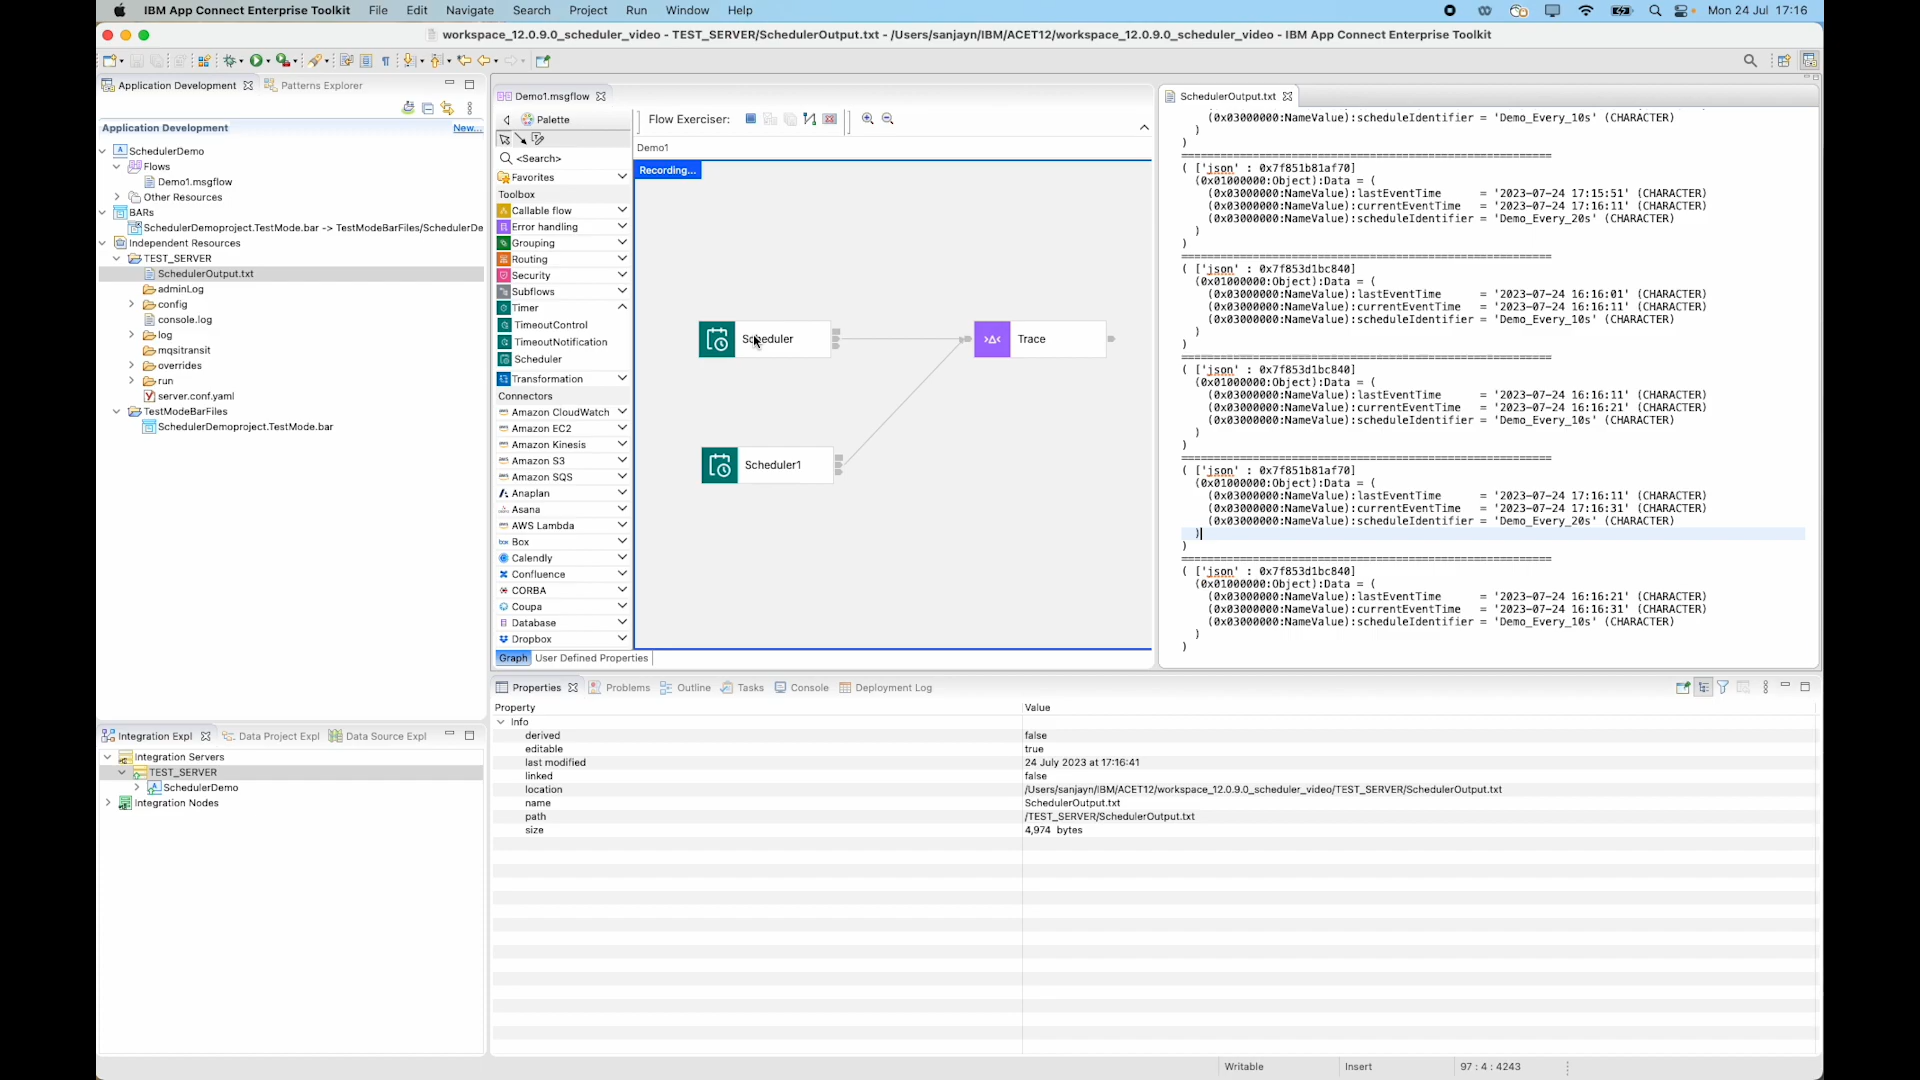 IBM App Connect Enterprise Toolkit File Edit Navigate Search Project Run Window Help Mon 24 Jul 17:16
workspace_12.0.9.0_scheduler_video - TEST_SERVER/SchedulerOutput.txt - /Users/sanjayn/IBM/ACET12/workspace_12.0.9.0_scheduler_video - IBM App Connect Enterprise Toolkit
Application Development Patterns Explorer
Application Development New...
SchedulerDemo
Flows
Demo1.msgflow
Other Resources
BARs
SchedulerDemoproject.TestMode.bar -> TestModeBarFiles/SchedulerDe
Independent Resources
TEST_SERVER
SchedulerOutput.txt
adminLog
config
console.log
log
mqsitransit
overrides
run
server.conf.yaml
TestModeBarFiles
SchedulerDemoproject.TestMode.bar
Integration Expl Data Project Expl Data Source Expl
Integration Servers
TEST_SERVER
SchedulerDemo
Integration Nodes
Demo1.msgflow
Palette
<Search>
Favorites
Toolbox
Callable flow
Error handling
Grouping
Routing
Security
Subflows
Timer
TimeoutControl
TimeoutNotification
Scheduler
Transformation
Connectors
Amazon CloudWatch
Amazon EC2
Amazon Kinesis
Amazon S3
Amazon SQS
Anaplan
Asana
AWS Lambda
Box
Calendly
Confluence
CORBA
Coupa
Database
Dropbox
Flow Exerciser:
Demo1
Recording...
Scheduler
Trace
Scheduler1
Graph User Defined Properties
SchedulerOutput.txt
(0x03000000:NameValue):scheduleIdentifier = 'Demo_Every_10s' (CHARACTER)
)
)
========================================================
( ['json' : 0x7f851b81af70]
(0x01000000:Object):Data = (
(0x03000000:NameValue):lastEventTime = '2023-07-24 17:15:51' (CHARACTER)
(0x03000000:NameValue):currentEventTime = '2023-07-24 17:16:11' (CHARACTER)
(0x03000000:NameValue):scheduleIdentifier = 'Demo_Every_20s' (CHARACTER)
)
)
========================================================
( ['json' : 0x7f853d1bc840]
(0x01000000:Object):Data = (
(0x03000000:NameValue):lastEventTime = '2023-07-24 16:16:01' (CHARACTER)
(0x03000000:NameValue):currentEventTime = '2023-07-24 16:16:11' (CHARACTER)
(0x03000000:NameValue):scheduleIdentifier = 'Demo_Every_10s' (CHARACTER)
)
)
========================================================
( ['json' : 0x7f853d1bc840]
(0x01000000:Object):Data = (
(0x03000000:NameValue):lastEventTime = '2023-07-24 16:16:11' (CHARACTER)
(0x03000000:NameValue):currentEventTime = '2023-07-24 16:16:21' (CHARACTER)
(0x03000000:NameValue):scheduleIdentifier = 'Demo_Every_10s' (CHARACTER)
)
)
========================================================
( ['json' : 0x7f851b81af70]
(0x01000000:Object):Data = (
(0x03000000:NameValue):lastEventTime = '2023-07-24 17:16:11' (CHARACTER)
(0x03000000:NameValue):currentEventTime = '2023-07-24 17:16:31' (CHARACTER)
(0x03000000:NameValue):scheduleIdentifier = 'Demo_Every_20s' (CHARACTER)
)
)
========================================================
( ['json' : 0x7f853d1bc840]
(0x01000000:Object):Data = (
(0x03000000:NameValue):lastEventTime = '2023-07-24 16:16:21' (CHARACTER)
(0x03000000:NameValue):currentEventTime = '2023-07-24 16:16:31' (CHARACTER)
(0x03000000:NameValue):scheduleIdentifier = 'Demo_Every_10s' (CHARACTER)
)
)
Properties Problems Outline Tasks Console Deployment Log
Property Value
Info
derived false
editable true
last modified 24 July 2023 at 17:16:41
linked false
location /Users/sanjayn/IBM/ACET12/workspace_12.0.9.0_scheduler_video/TEST_SERVER/SchedulerOutput.txt
name SchedulerOutput.txt
path /TEST_SERVER/SchedulerOutput.txt
size 4,974 bytes
Writable Insert 97 : 4 : 4243